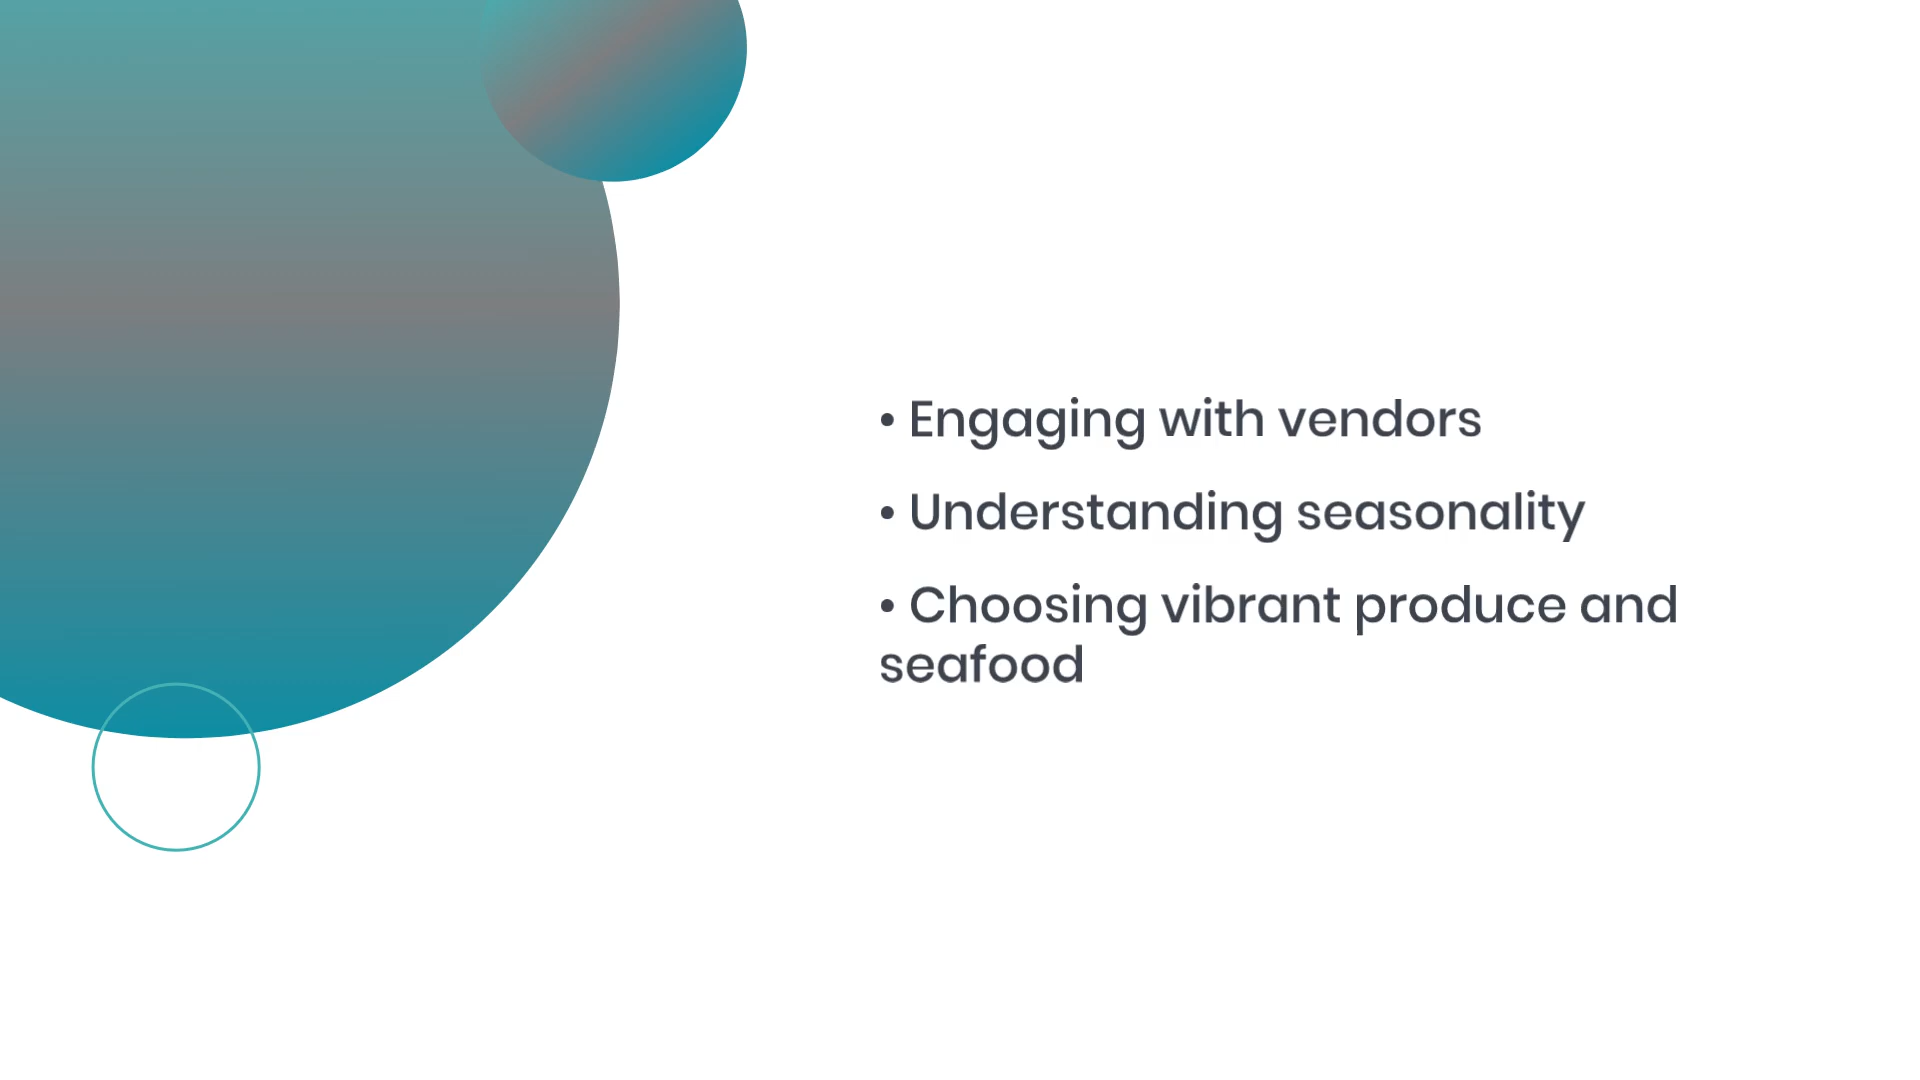 • Engaging with vendors
• Understanding seasonality
• Choosing vibrant produce and
seafood